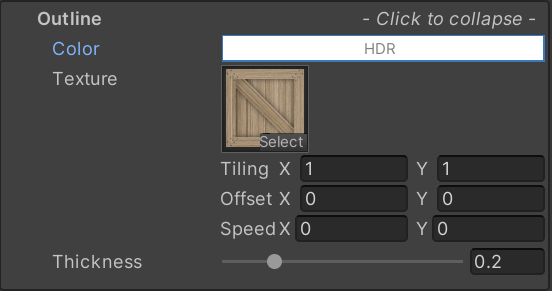 Outline - Click to collapse -
Color HDR
Texture
Select
Tiling X 1 Y 1
Offset X 0 Y 0
Speed X 0 Y 0
Thickness 0.2